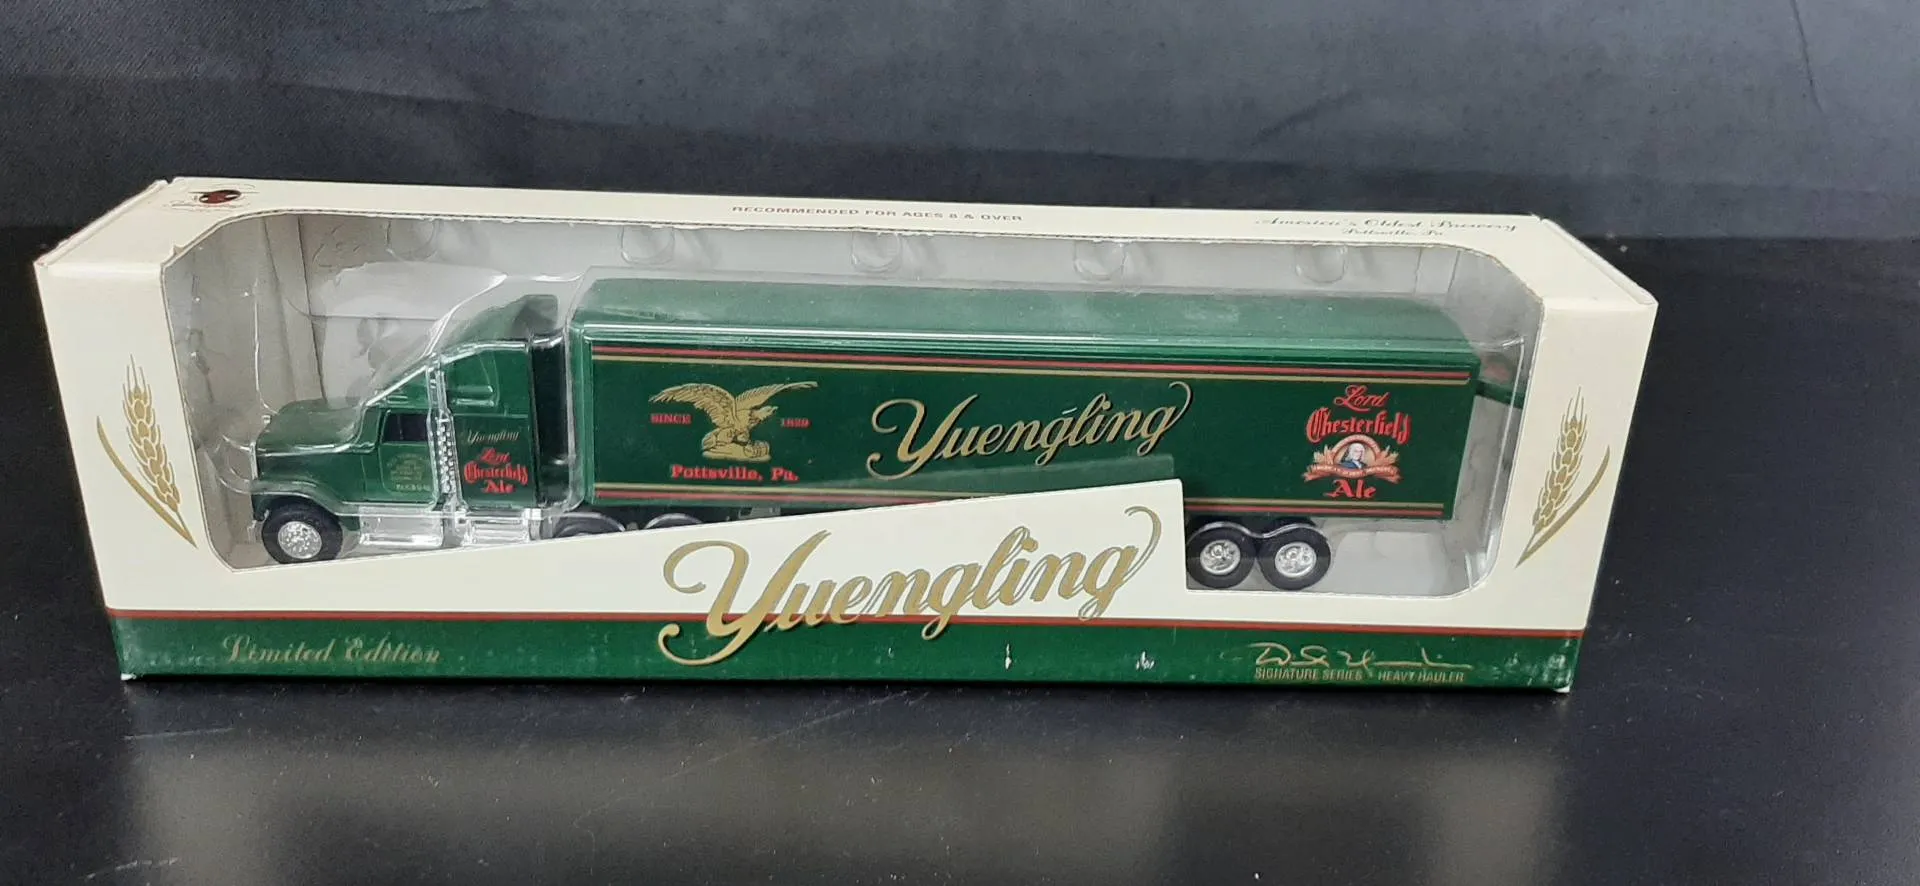 Yuengling
RECOMMENDED FOR AGES 8 & OVER
America's Oldest Brewery
Pottsville, Pa.
SINCE 1829
Pottsville, Pa.
Yuengling
Lord
Chesterfield
Ale
Yuengling
Lord
Chesterfield
Ale
Yuengling
Limited Edition
SIGNATURE SERIES HEAVY HAULER